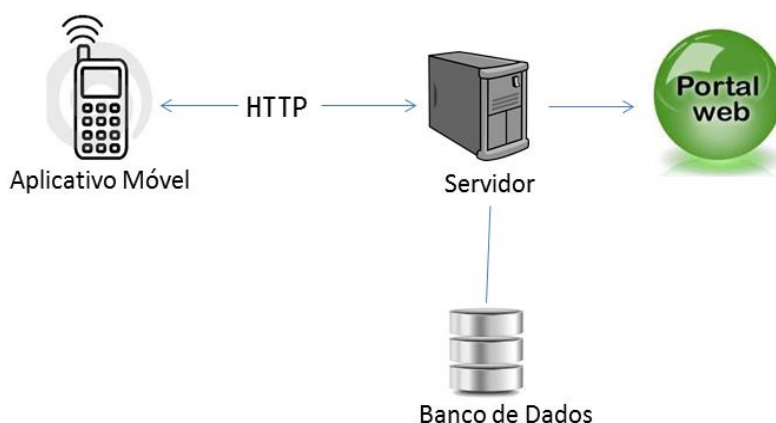 HTTP
Portal
web
Aplicativo Móvel
Servidor
Banco de Dados